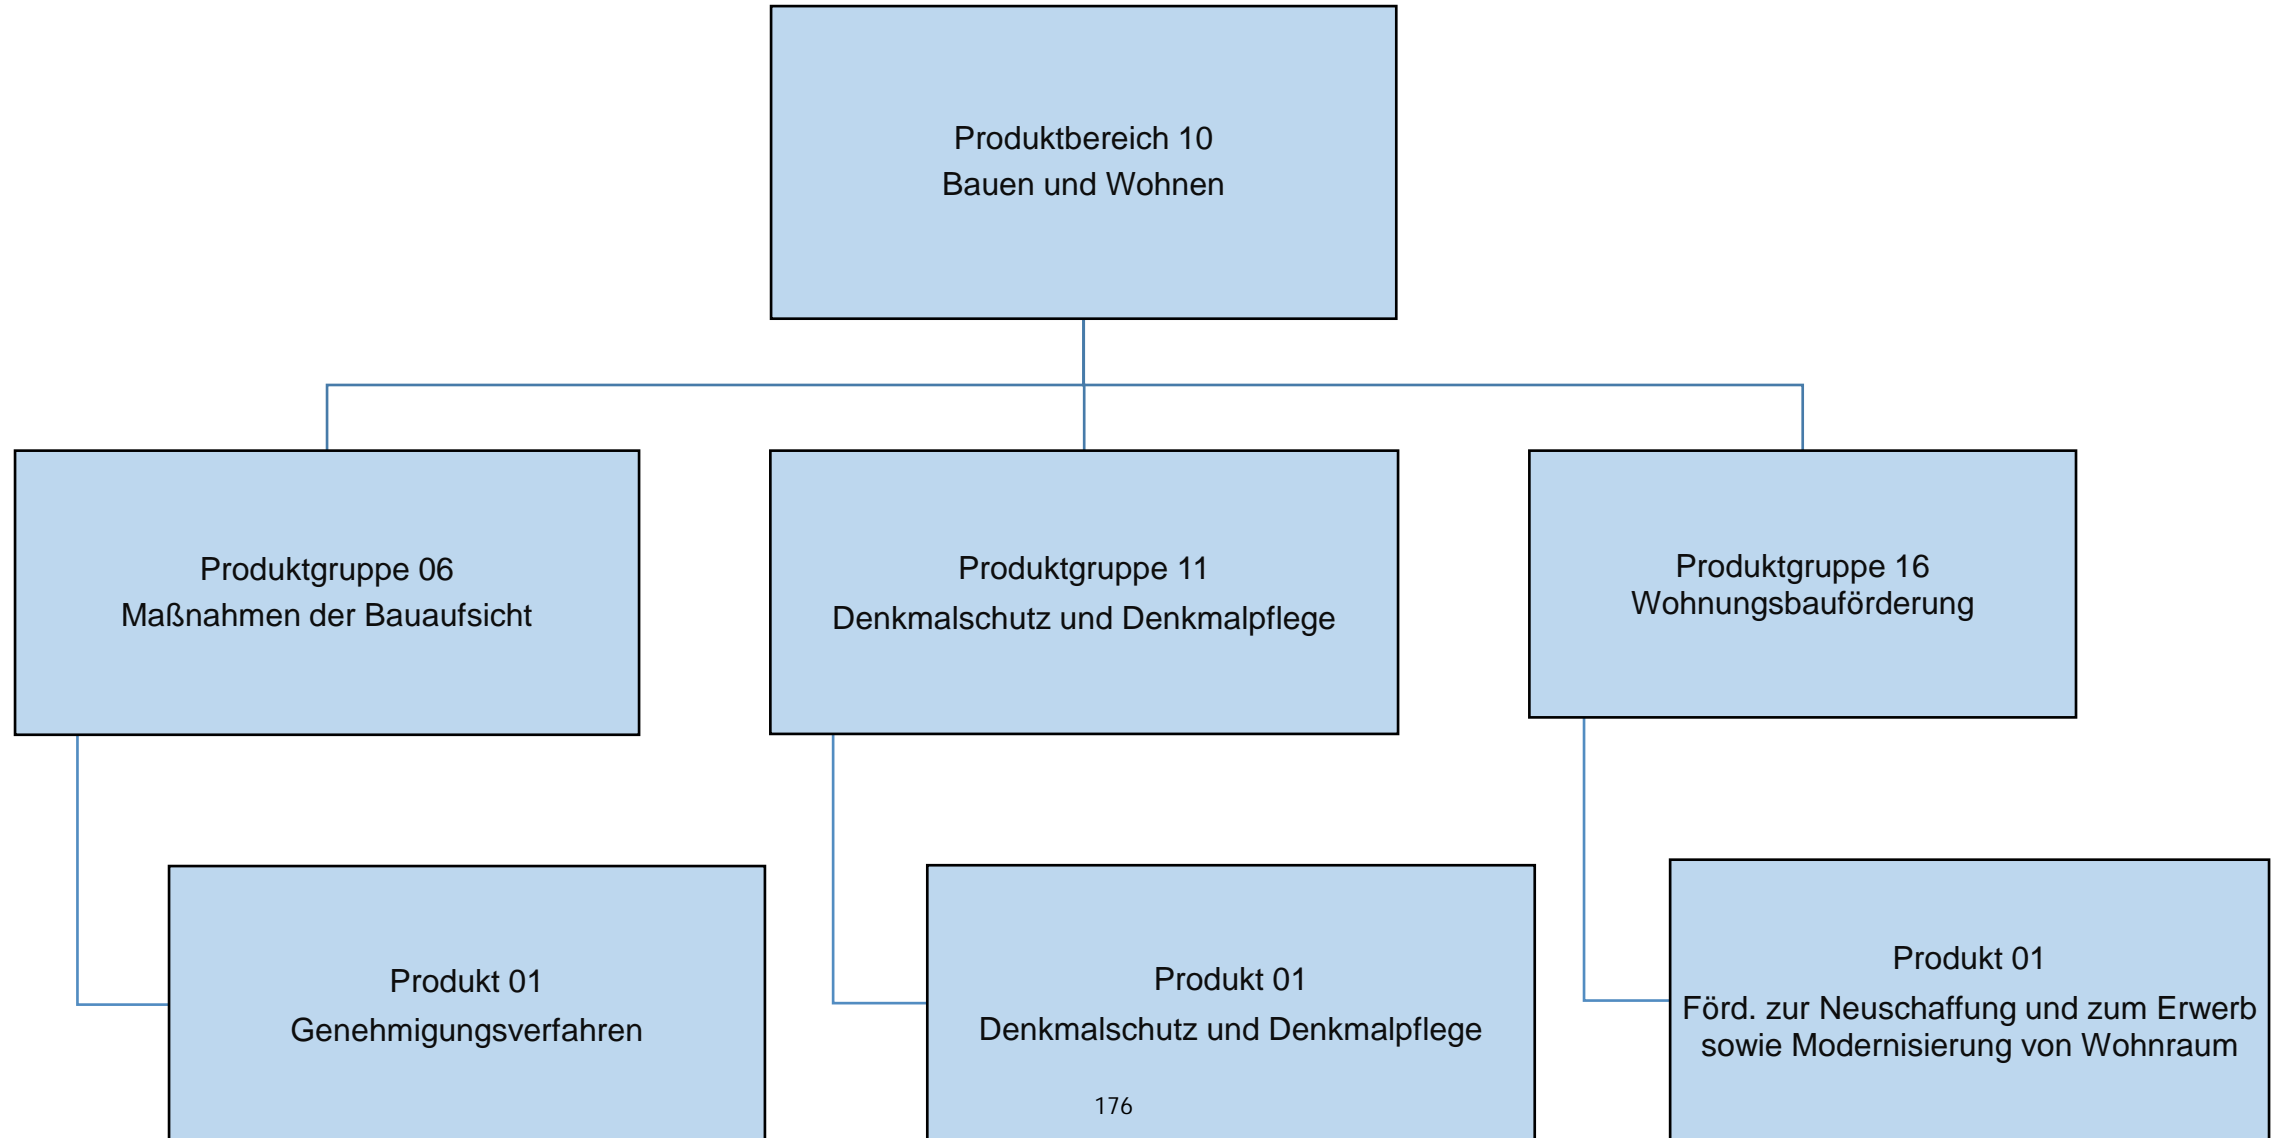 Produktbereich 10
Bauen und Wohnen
Produktgruppe 06
Maßnahmen der Bauaufsicht
Produktgruppe 11
Denkmalschutz und Denkmalpflege
Produktgruppe 16
Wohnungsbauförderung
Produkt 01
Genehmigungsverfahren
Produkt 01
Denkmalschutz und Denkmalpflege
Produkt 01
Förd. zur Neuschaffung und zum Erwerb
sowie Modernisierung von Wohnraum
176